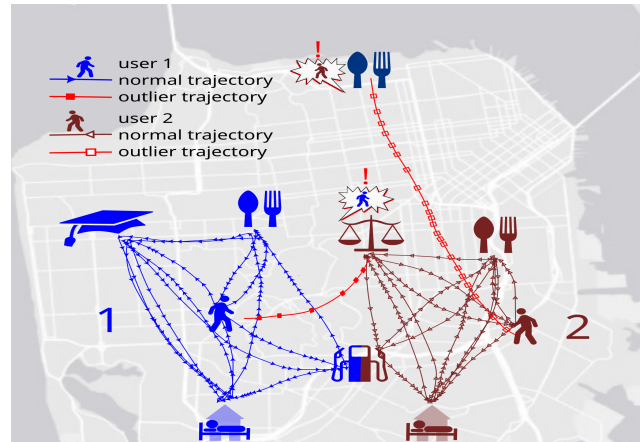 user 1
normal trajectory
outlier trajectory
user 2
normal trajectory
outlier trajectory
!
!
1
2